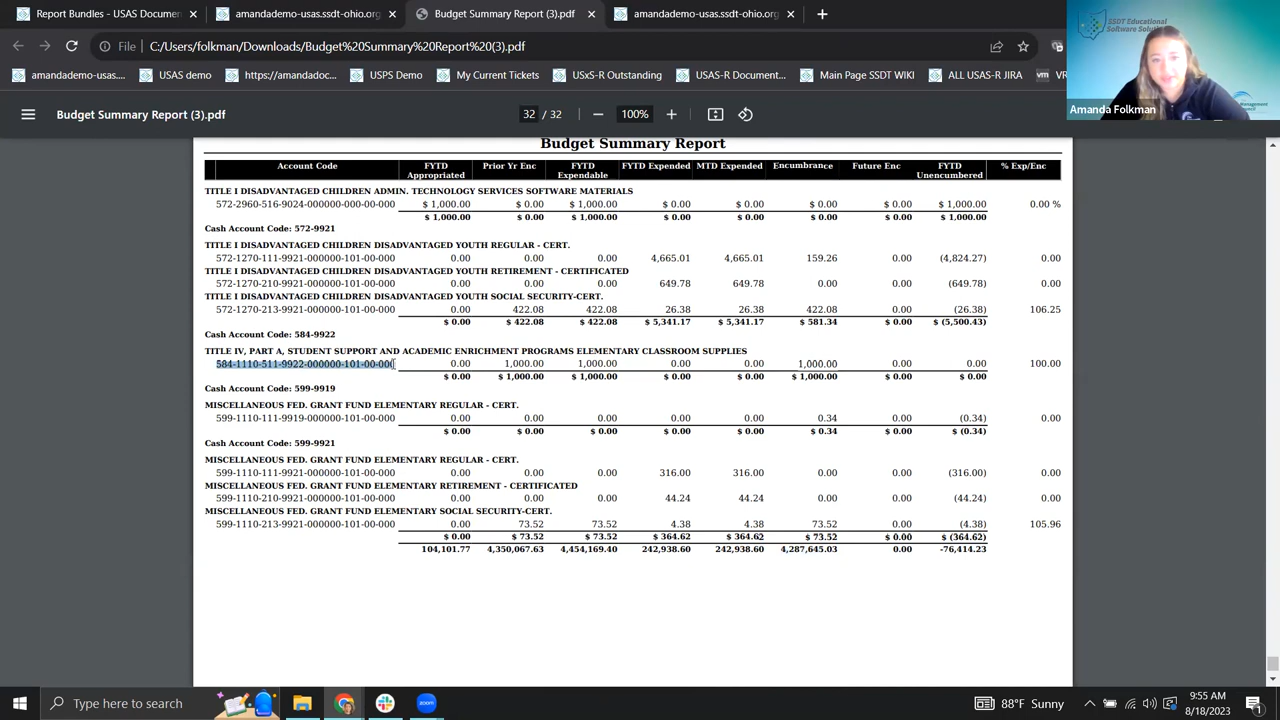 Report Bundles - USAS Documen
amandademo-usas.ssdt-ohio.org
Budget Summary Report (3).pdf
amandademo-usas.ssdt-ohio.org
File
C:/Users/folkman/Downloads/Budget%20Summary%20Report%20(3).pdf
amandademo-usas....
USAS demo
https://amandadoc...
USPS Demo
My Current Tickets
USxS-R Outstanding
USAS-R Document...
Main Page SSDT WIKI
ALL USAS-R JIRA
SSDT Educational
Software Solutio
Amanda Folkman
Budget Summary Report (3).pdf
32 / 32
100%
Budget Summary Report
Account Code FYTD Appropriated Prior Yr Enc FYTD Expendable FYTD Expended MTD Expended Encumbrance Future Enc FYTD Unencumbered % Exp/Enc
TITLE I DISADVANTAGED CHILDREN ADMIN. TECHNOLOGY SERVICES SOFTWARE MATERIALS
572-2960-516-9024-000000-000-00-000 $ 1,000.00 $ 0.00 $ 1,000.00 $ 0.00 $ 0.00 $ 0.00 $ 0.00 $ 1,000.00 0.00 %
$ 1,000.00 $ 0.00 $ 1,000.00 $ 0.00 $ 0.00 $ 0.00 $ 0.00 $ 1,000.00
Cash Account Code: 572-9921
TITLE I DISADVANTAGED CHILDREN DISADVANTAGED YOUTH REGULAR - CERT.
572-1270-111-9921-000000-101-00-000 0.00 0.00 0.00 4,665.01 4,665.01 159.26 0.00 (4,824.27) 0.00
TITLE I DISADVANTAGED CHILDREN DISADVANTAGED YOUTH RETIREMENT - CERTIFICATED
572-1270-210-9921-000000-101-00-000 0.00 0.00 0.00 649.78 649.78 0.00 0.00 (649.78) 0.00
TITLE I DISADVANTAGED CHILDREN DISADVANTAGED YOUTH SOCIAL SECURITY-CERT.
572-1270-213-9921-000000-101-00-000 0.00 422.08 422.08 26.38 26.38 422.08 0.00 (26.38) 106.25
$ 0.00 $ 422.08 $ 422.08 $ 5,341.17 $ 5,341.17 $ 581.34 $ 0.00 $ (5,500.43)
Cash Account Code: 584-9922
TITLE IV, PART A, STUDENT SUPPORT AND ACADEMIC ENRICHMENT PROGRAMS ELEMENTARY CLASSROOM SUPPLIES
584-1110-511-9922-000000-101-00-000 0.00 1,000.00 1,000.00 0.00 0.00 1,000.00 0.00 0.00 100.00
$ 0.00 $ 1,000.00 $ 1,000.00 $ 0.00 $ 0.00 $ 1,000.00 $ 0.00 $ 0.00
Cash Account Code: 599-9919
MISCELLANEOUS FED. GRANT FUND ELEMENTARY REGULAR - CERT.
599-1110-111-9919-000000-101-00-000 0.00 0.00 0.00 0.00 0.00 0.34 0.00 (0.34) 0.00
$ 0.00 $ 0.00 $ 0.00 $ 0.00 $ 0.00 $ 0.34 $ 0.00 $ (0.34)
Cash Account Code: 599-9921
MISCELLANEOUS FED. GRANT FUND ELEMENTARY REGULAR - CERT.
599-1110-111-9921-000000-101-00-000 0.00 0.00 0.00 316.00 316.00 0.00 0.00 (316.00) 0.00
MISCELLANEOUS FED. GRANT FUND ELEMENTARY RETIREMENT - CERTIFICATED
599-1110-210-9921-000000-101-00-000 0.00 0.00 0.00 44.24 44.24 0.00 0.00 (44.24) 0.00
MISCELLANEOUS FED. GRANT FUND ELEMENTARY SOCIAL SECURITY-CERT.
599-1110-213-9921-000000-101-00-000 0.00 73.52 73.52 4.38 4.38 73.52 0.00 (4.38) 105.96
$ 0.00 $ 73.52 $ 73.52 $ 364.62 $ 364.62 $ 73.52 $ 0.00 $ (364.62)
104,101.77 4,350,067.63 4,454,169.40 242,938.60 242,938.60 4,287,645.03 0.00 -76,414.23
Type here to search
88°F Sunny
9:55 AM
8/18/2023